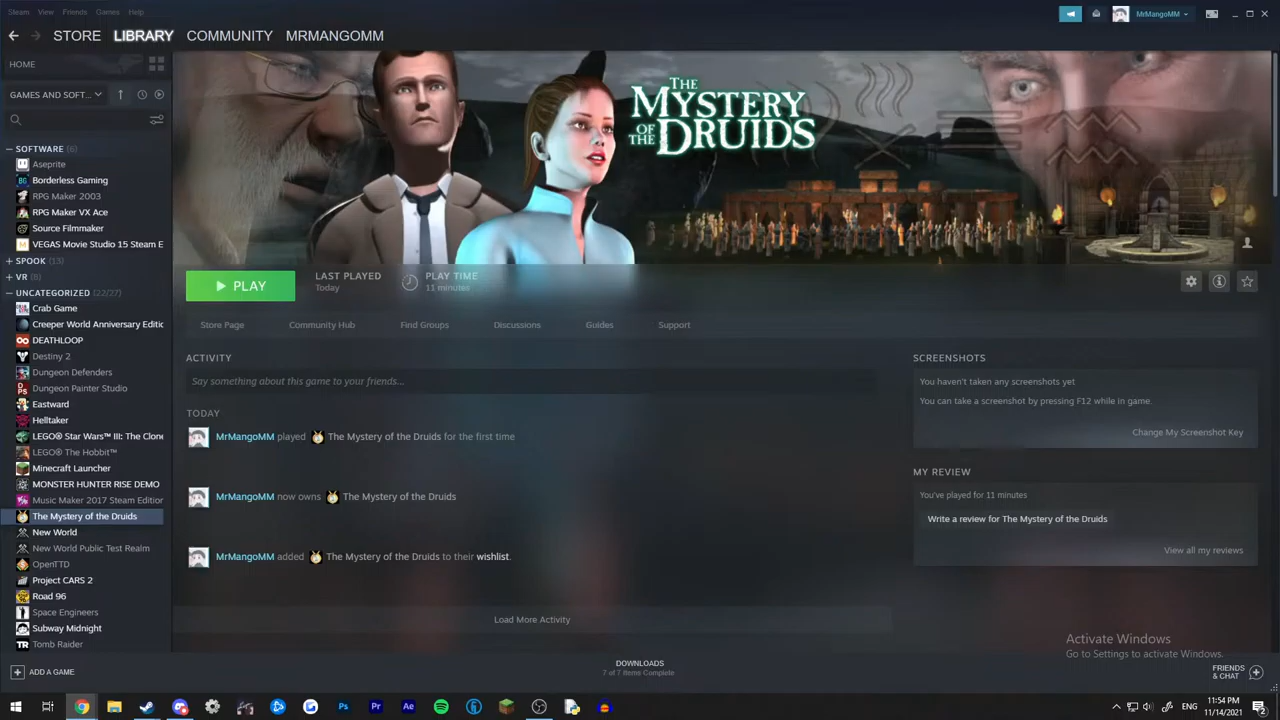 Steam View Friends Games Help
MrMangoMM
STORE LIBRARY COMMUNITY MRMANGOMM
HOME
GAMES AND SOFT...
SOFTWARE (6)
Aseprite
Borderless Gaming
RPG Maker 2003
RPG Maker VX Ace
Source Filmmaker
VEGAS Movie Studio 15 Steam E
SPOOK (13)
VR (6)
UNCATEGORIZED (22/27)
Crab Game
Creeper World Anniversary Editic
DEATHLOOP
Destiny 2
Dungeon Defenders
Dungeon Painter Studio
Eastward
Helltaker
LEGO® Star Wars™ III: The Clone
LEGO® The Hobbit™
Minecraft Launcher
MONSTER HUNTER RISE DEMO
Music Maker 2017 Steam Edition
The Mystery of the Druids
New World
New World Public Test Realm
OpenTTD
Project CARS 2
Road 96
Space Engineers
Subway Midnight
Tomb Raider
ADD A GAME
THE
MYSTERY
OF THE DRUIDS
PLAY
LAST PLAYED
Today
PLAY TIME
11 minutes
Store Page Community Hub Find Groups Discussions Guides Support
ACTIVITY
Say something about this game to your friends...
TODAY
MrMangoMM played The Mystery of the Druids for the first time
MrMangoMM now owns The Mystery of the Druids
MrMangoMM added The Mystery of the Druids to their wishlist.
Load More Activity
SCREENSHOTS
You haven't taken any screenshots yet
You can take a screenshot by pressing F12 while in game.
Change My Screenshot Key
MY REVIEW
You've played for 11 minutes
Write a review for The Mystery of the Druids
View all my reviews
Activate Windows
Go to Settings to activate Windows.
DOWNLOADS
7 of 7 Items Complete
FRIENDS
& CHAT
ENG
11:54 PM
11/14/2021